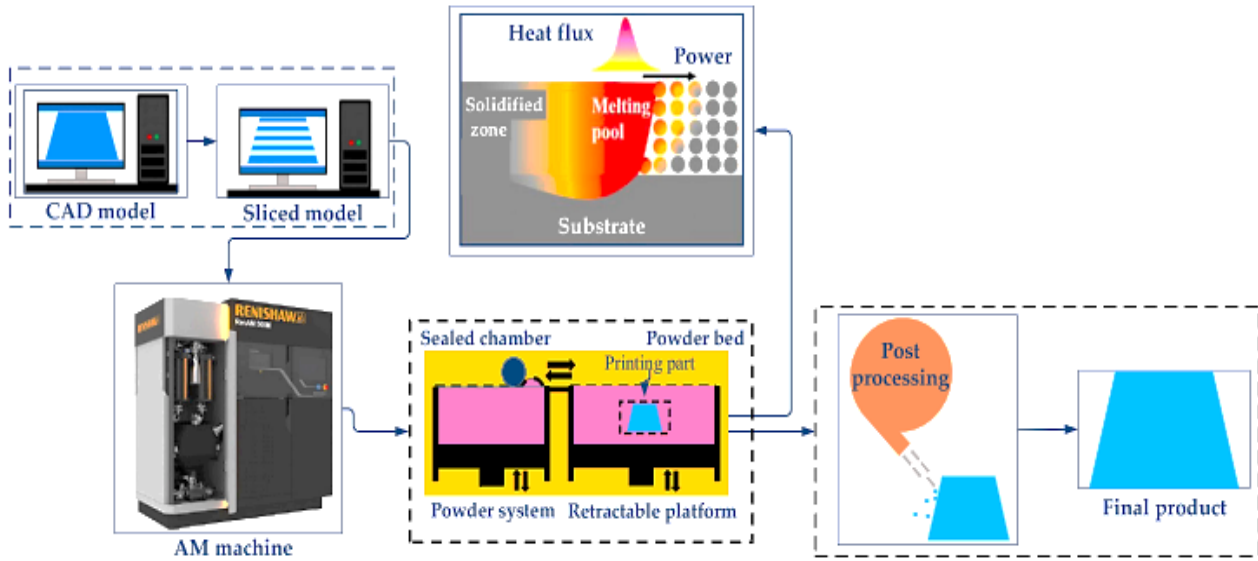 Heat flux
Power
Solidified
zone
Melting
pool
Substrate
CAD model
Sliced model
RENISHAW
AM machine
Sealed chamber
Powder bed
Printing part
Powder system
Retractable platform
Post
processing
Final product